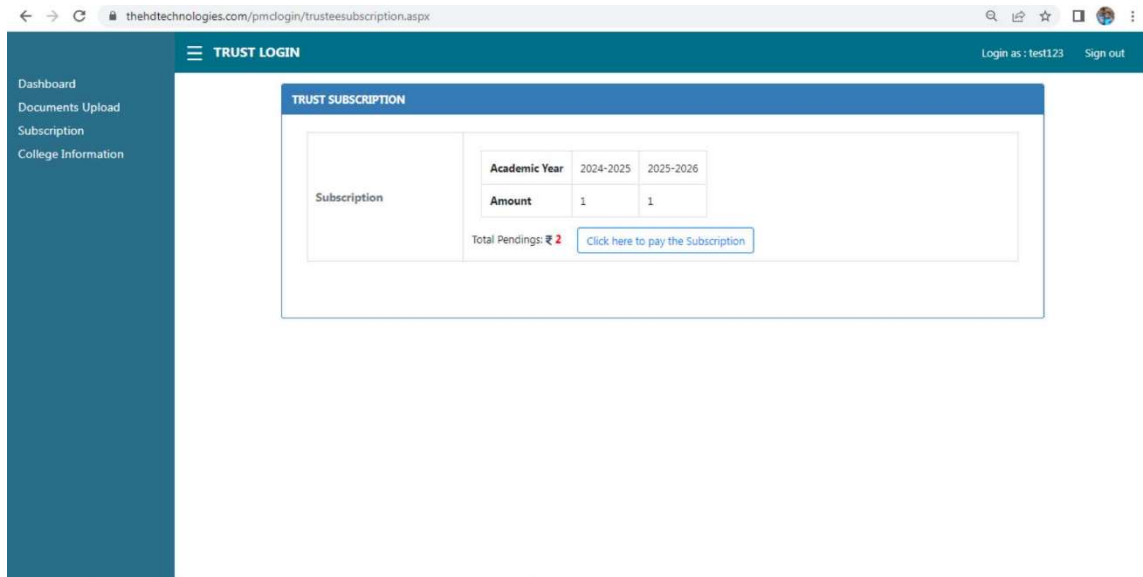 thehdtechnologies.com/pmclogin/trusteesubscription.aspx
TRUST LOGIN
Login as : test123 Sign out
Dashboard
Documents Upload
Subscription
College Information
TRUST SUBSCRIPTION
Subscription
Academic Year 2024-2025 2025-2026
Amount 1 1
Total Pendings: ₹ 2 Click here to pay the Subscription